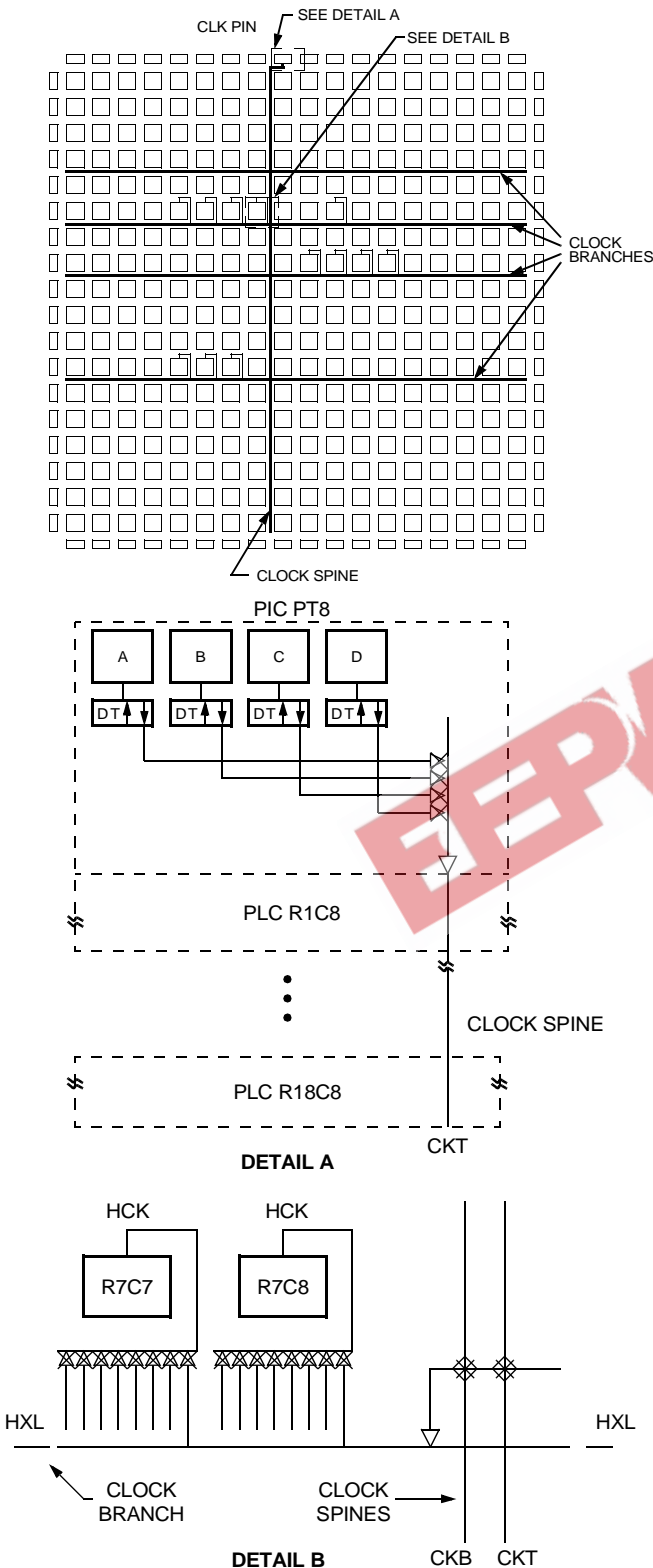 SEE DETAIL A
CLK PIN
SEE DETAIL B
CLOCK
BRANCHES
CLOCK SPINE
PIC PT8
A B C D
DT DT DT DT
PLC R1C8
CLOCK SPINE
PLC R18C8
CKT
DETAIL A
HCK HCK
R7C7 R7C8
HXL HXL
CLOCK
BRANCH
CLOCK
SPINES
CKB CKT
DETAIL B